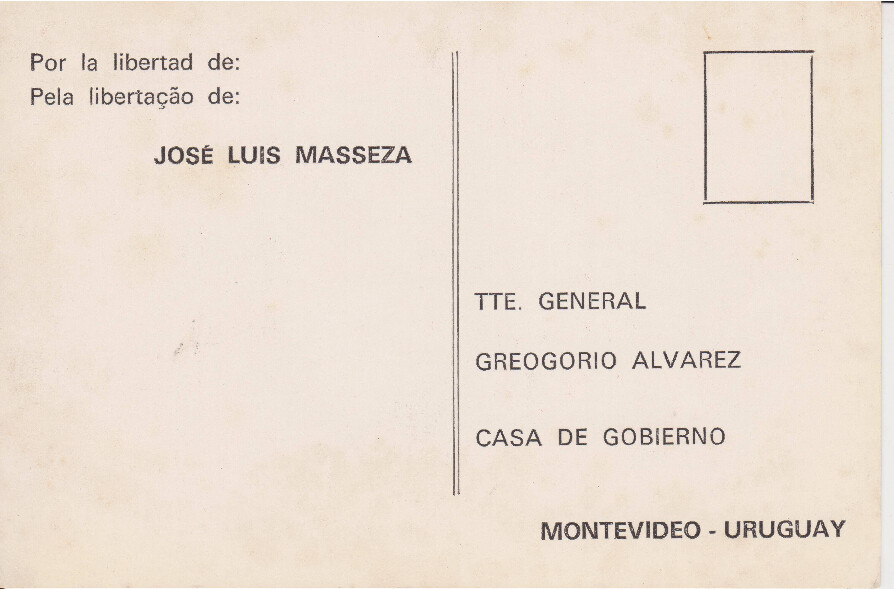 Por la libertad de:
Pela libertação de:
JOSÉ LUIS MASSEZA
TTE. GENERAL
GREOGORIO ALVAREZ
CASA DE GOBIERNO
MONTEVIDEO - URUGUAY